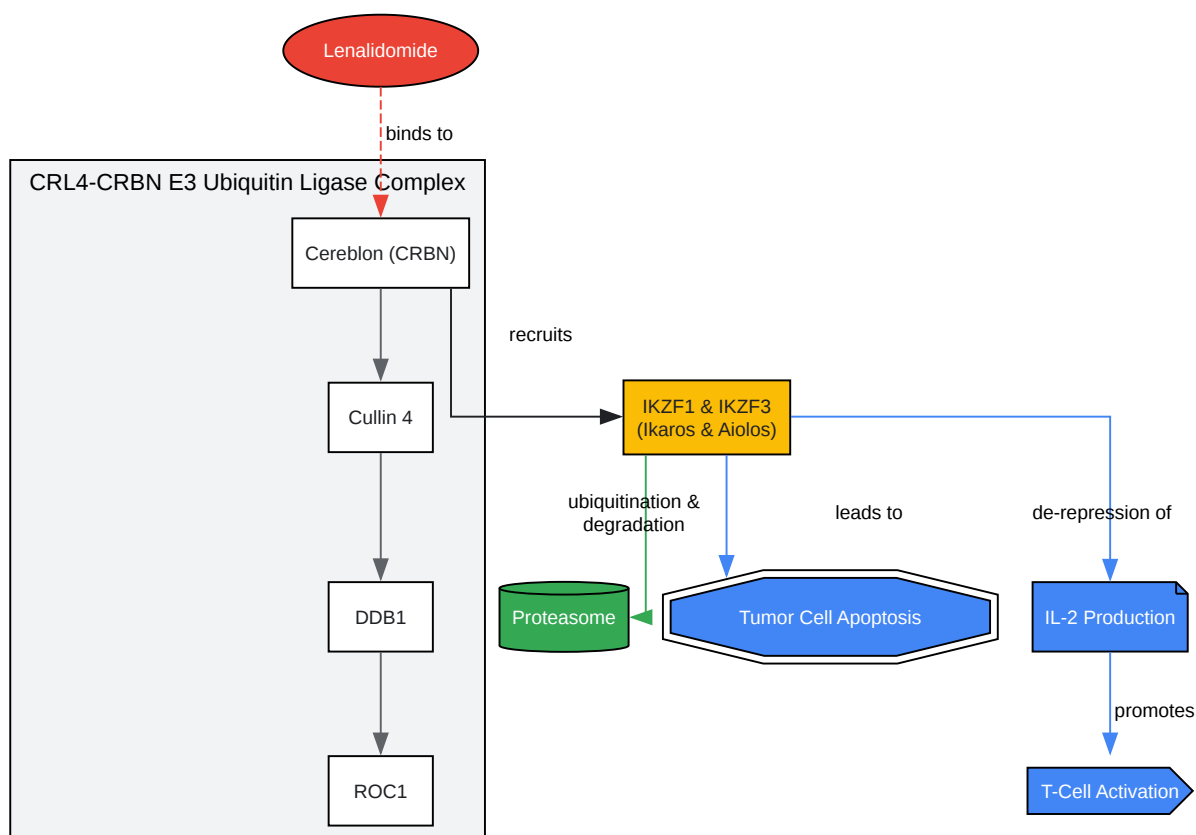 Lenalidomide
binds to
CRL4-CRBN E3 Ubiquitin Ligase Complex
Cereblon (CRBN)
recruits
Cullin 4
IKZF1 & IKZF3
(Ikaros & Aiolos)
ubiquitination &
degradation
leads to
de-repression of
DDB1
Proteasome
Tumor Cell Apoptosis
IL-2 Production
promotes
ROC1
T-Cell Activation